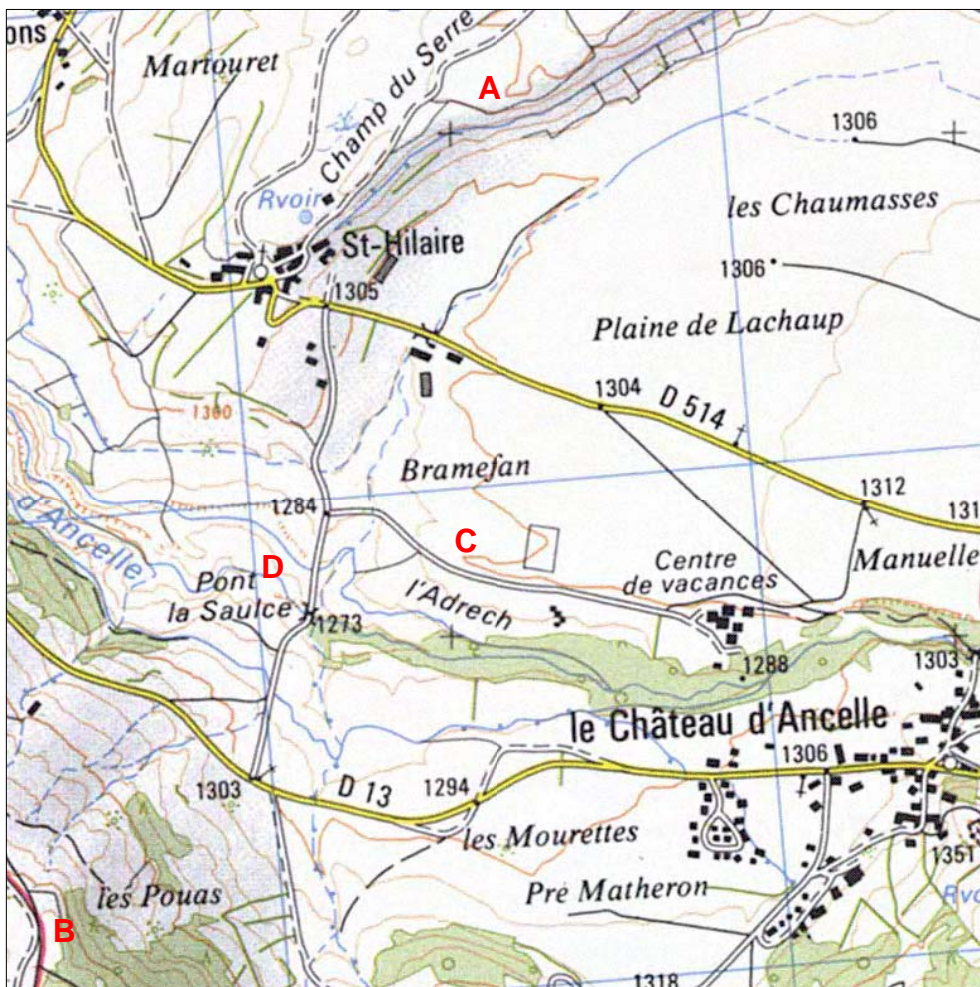 ons
Martouret
Champ du Serre
A
1306
les Chaumasses
Rvoir
St-Hilaire
1306
1305
Plaine de Lachaup
1304
D 514
1300
Bramefan
1312
131
1284
C
d'Ancelle
D
Centre
de vacances
Manuelle
Pont
la Saulce
1273
l'Adrech
1288
1303
le Château d'Ancelle
1306
1303
D 13
1294
les Mourettes
1351
les Pouas
Pré Matheron
Rvo
B
1318